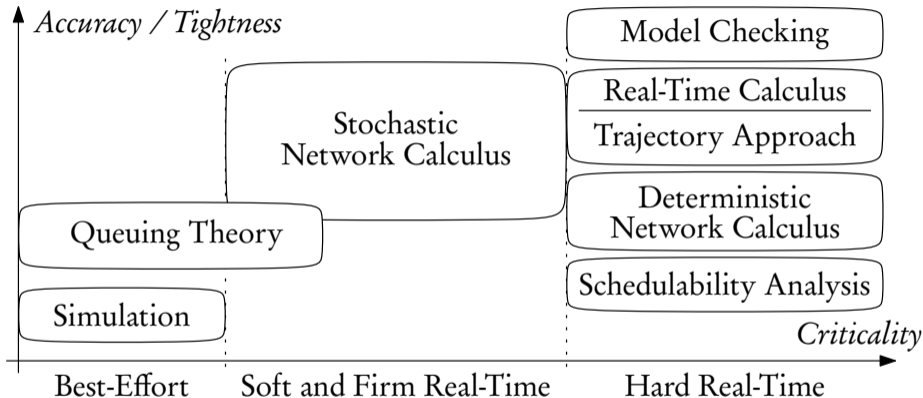 Accuracy / Tightness
Model Checking
Real-Time Calculus
Trajectory Approach
Stochastic
Network Calculus
Deterministic
Network Calculus
Queuing Theory
Schedulability Analysis
Simulation
Criticality
Best-Effort
Soft and Firm Real-Time
Hard Real-Time